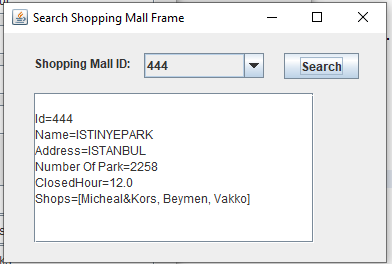 Search Shopping Mall Frame
Shopping Mall ID: 444 Search
Id=444
Name=ISTINYEPARK
Address=ISTANBUL
Number Of Park=2258
ClosedHour=12.0
Shops=[Micheal&Kors, Beymen, Vakko]